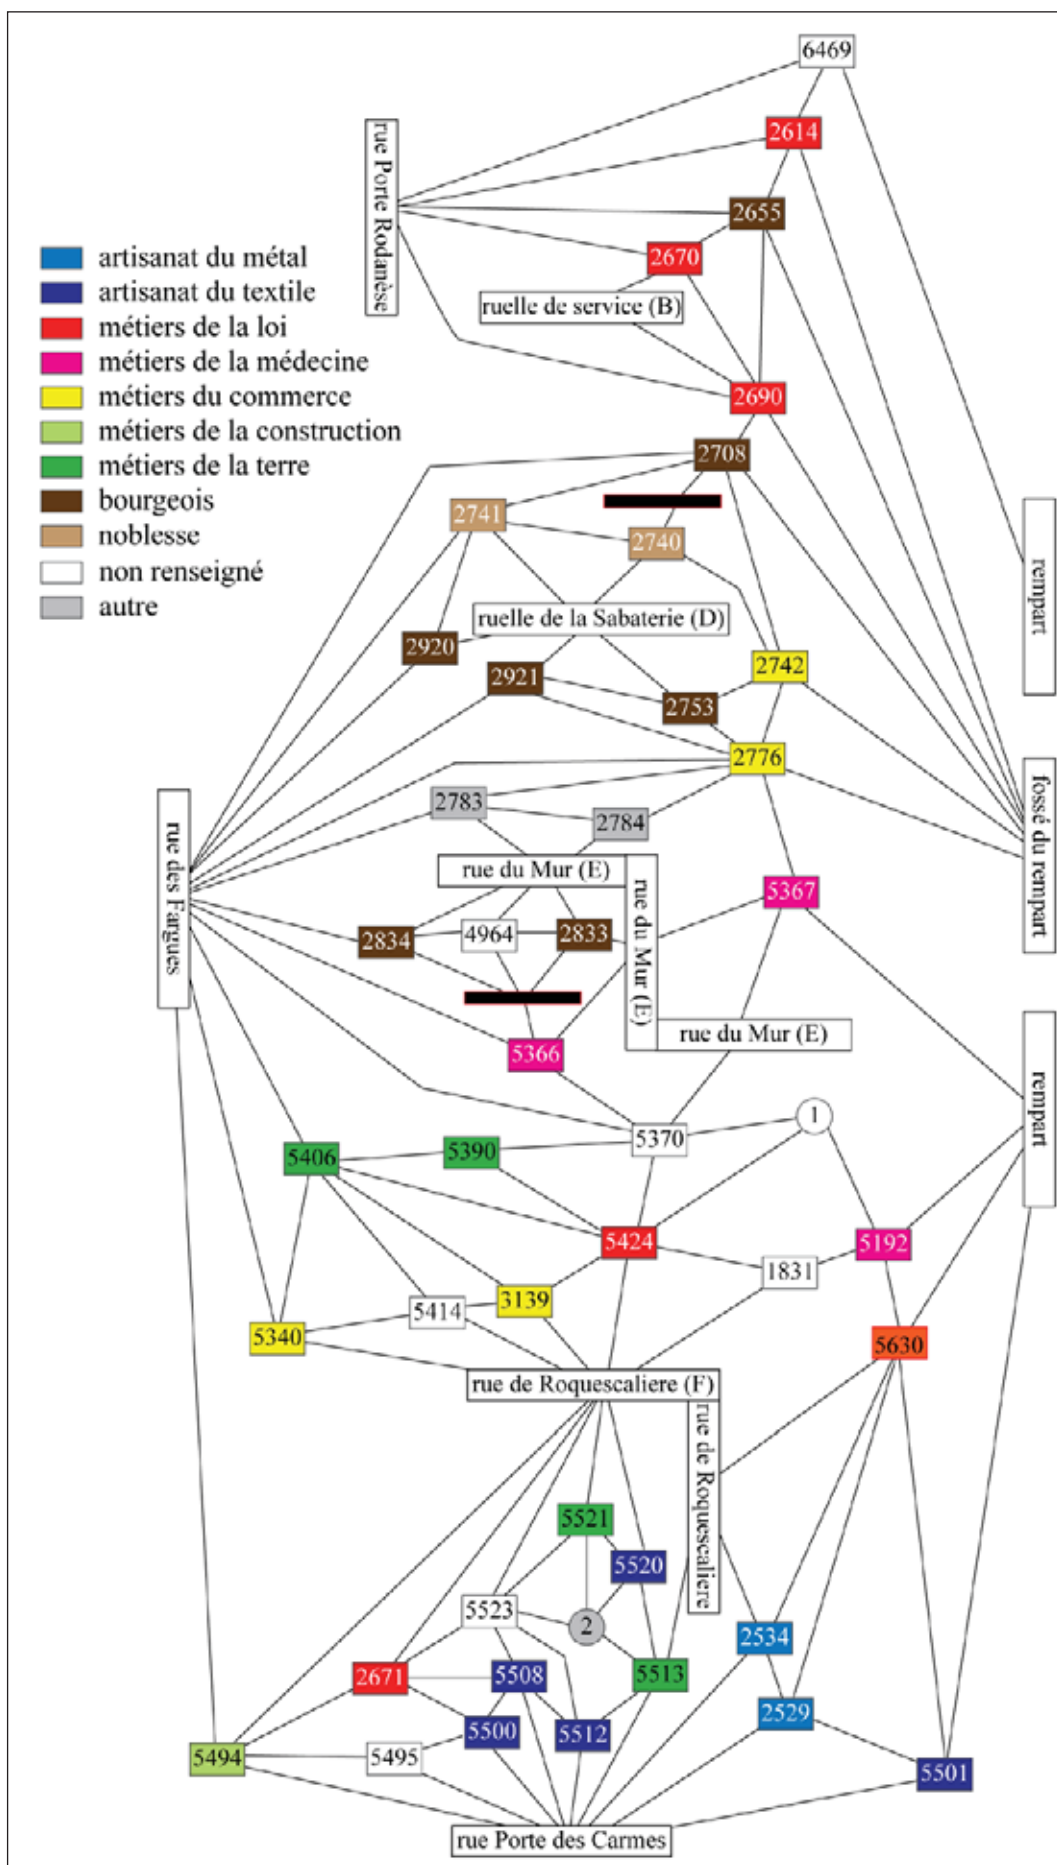 6469
2614
rue Porte Rodanèse
2655
2670
artisanat du métal
artisanat du textile
métiers de la loi
métiers de la médecine
métiers du commerce
métiers de la construction
métiers de la terre
bourgeois
noblesse
non renseigné
autre
ruelle de service (B)
2690
2708
2741
2740
rempart
ruelle de la Sabaterie (D)
2920
2921
2742
2753
2776
2783
2784
fossé du rempart
rue des Fargues
rue du Mur (E)
rue du Mur (E)
5367
2834
4964
2833
rue du Mur (E)
5366
rempart
1
5370
5390
5406
5424
5192
1831
3139
5414
5340
5630
rue de Roquescaliere (F)
rue de Roquescaliere
5521
5520
5523
2
2534
2671
5508
5513
2529
5500
5512
5494
5495
5501
rue Porte des Carmes